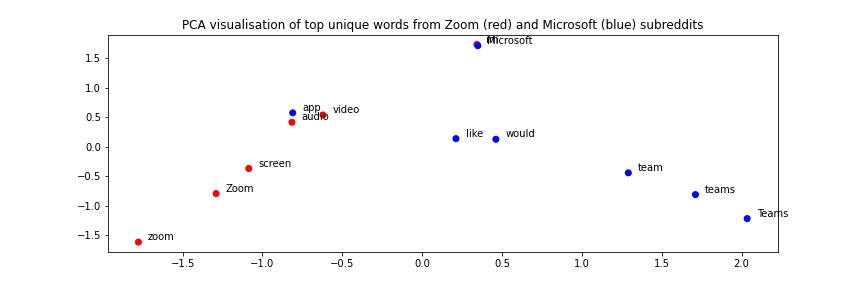 PCA visualisation of top unique words from Zoom (red) and Microsoft (blue) subreddits
Microsoft
1.5
1.0
app
video
0.5
audio
like
would
0.0
screen
team
−0.5
Zoom
teams
−1.0
Teams
zoom
−1.5
−1.5
−1.0
−0.5
0.0
0.5
1.0
1.5
2.0